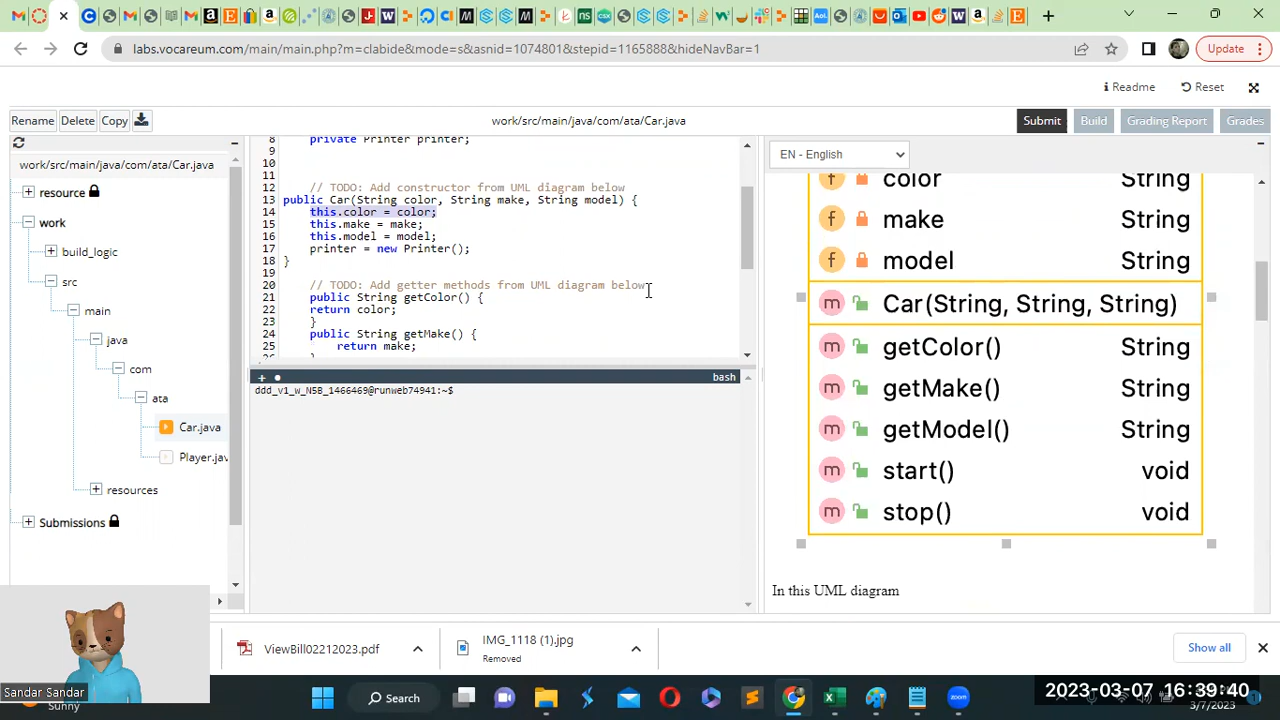 labs.vocareum.com/main/main.php?m=clabide&mode=s&asnid=1074801&stepid=1165888&hideNavBar=1
Update
Readme
Reset
Rename
Delete
Copy
work/src/main/java/com/ata/Car.java
Submit
Build
Grading Report
Grades
work/src/main/java/com/ata/Car.java
resource
work
build_logic
src
main
java
com
ata
Car.java
Player.jav
resources
Submissions
8 private Printer printer;
9
10
11
12 // TODO: Add constructor from UML diagram below
13 public Car(String color, String make, String model) {
14 this.color = color;
15 this.make = make;
16 this.model = model;
17 printer = new Printer();
18 }
19
20 // TODO: Add getter methods from UML diagram below
21 public String getColor() {
22 return color;
23 }
24 public String getMake() {
25 return make;
26 }
+
bash
ddd_v1_w_N5B_1466469@runweb74941:~$
EN - English
f color String
f make String
f model String
m Car(String, String, String)
m getColor() String
m getMake() String
m getModel() String
m start() void
m stop() void
In this UML diagram
ViewBill02212023.pdf
IMG_1118 (1).jpg
Removed
Show all
Sandar Sandar
Sunny
Search
2023-03-07 16:39:40
3/7/2023